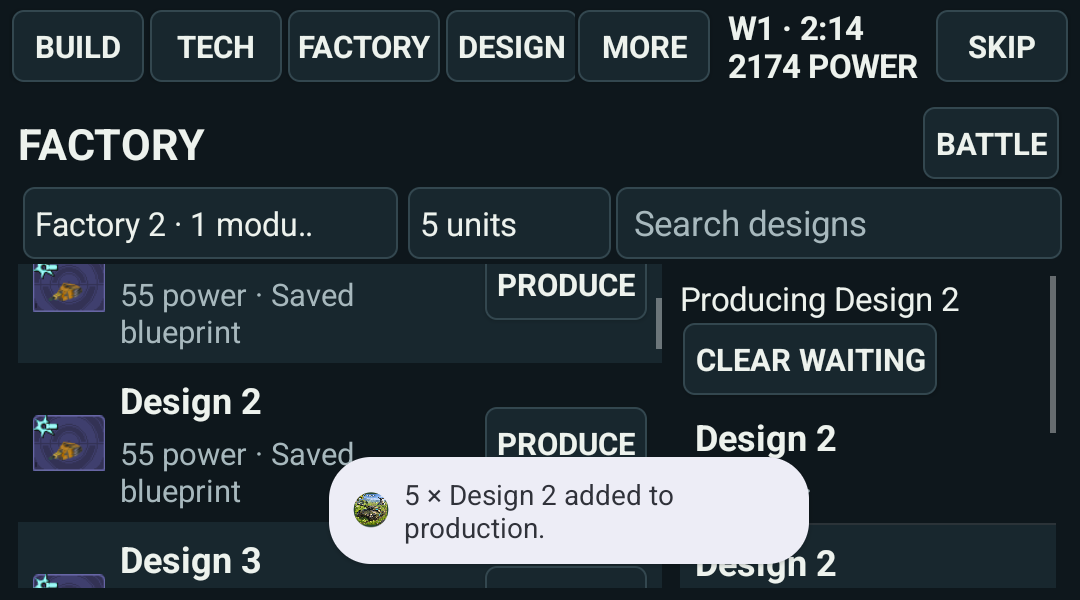 BUILD
TECH
FACTORY
DESIGN
MORE
W1 · 2:14
2174 POWER
SKIP
FACTORY
BATTLE
Factory 2 · 1 modu..
5 units
Search designs
55 power · Saved
blueprint
PRODUCE
Producing Design 2
CLEAR WAITING
Design 2
55 power · Saved
blueprint
PRODUCE
Design 2
5 × Design 2 added to
production.
Design 3
Design 2